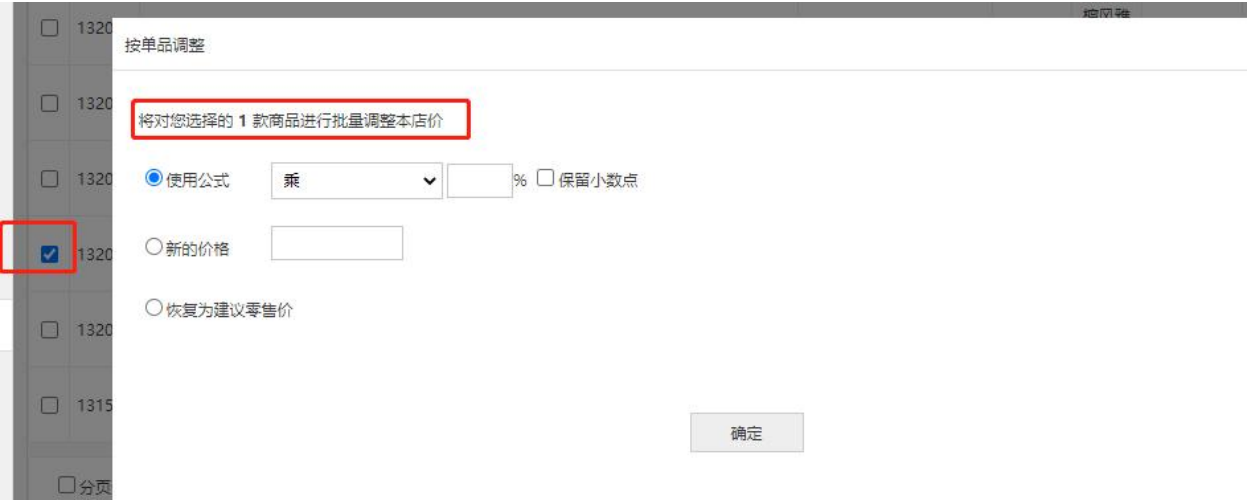 1320
按单品调整
1320
将对您选择的 1 款商品进行批量调整本店价
1320
使用公式 乘 % 保留小数点
1320
新的价格
1320
恢复为建议零售价
1315
确定
分页